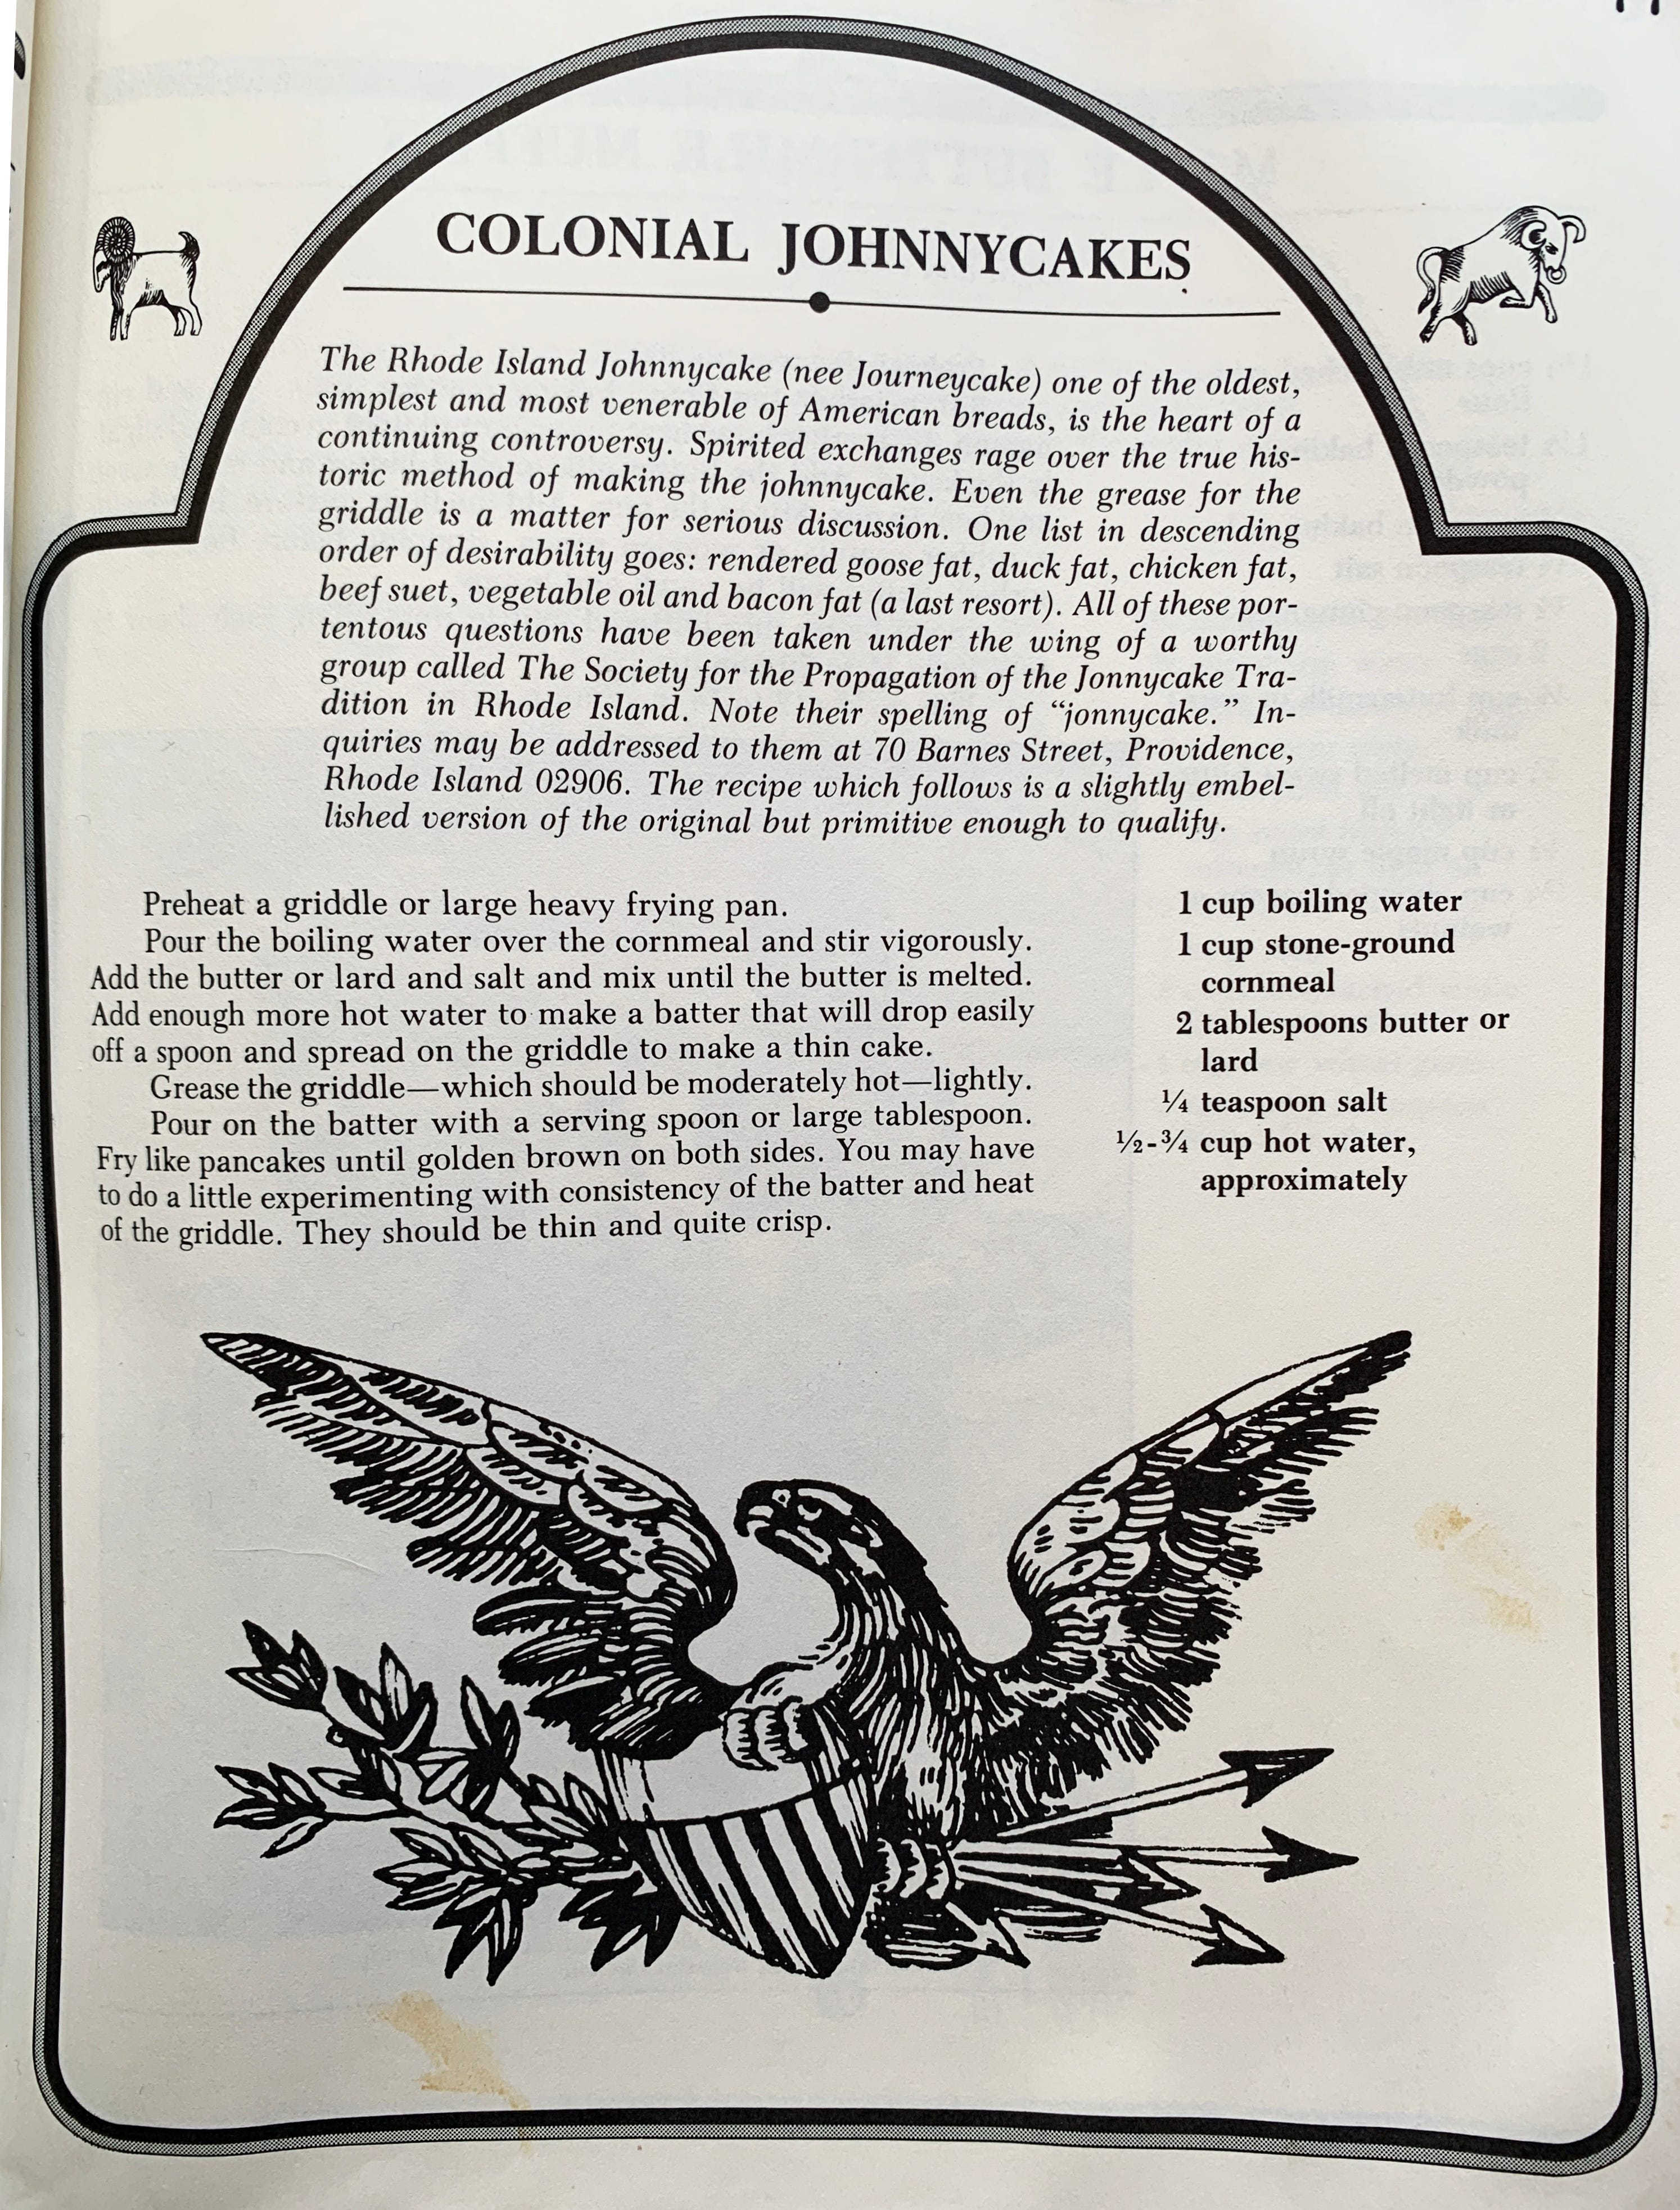 COLONIAL JOHNNYCAKES
The Rhode Island Johnnycake (nee Journeycake) one of the oldest,
simplest and most venerable of American breads, is the heart of a
continuing controversy. Spirited exchanges rage over the true his-
toric method of making the johnnycake. Even the grease for the
griddle is a matter for serious discussion. One list in descending
order of desirability goes: rendered goose fat, duck fat, chicken fat,
beef suet, vegetable oil and bacon fat (a last resort). All of these por-
tentous questions have been taken under the wing of a worthy
group called The Society for the Propagation of the Jonnycake Tra-
dition in Rhode Island. Note their spelling of “jonnycake.” In-
quiries may be addressed to them at 70 Barnes Street, Providence,
Rhode Island 02906. The recipe which follows is a slightly embel-
lished version of the original but primitive enough to qualify.
Preheat a griddle or large heavy frying pan.
Pour the boiling water over the cornmeal and stir vigorously.
Add the butter or lard and salt and mix until the butter is melted.
Add enough more hot water to make a batter that will drop easily
off a spoon and spread on the griddle to make a thin cake.
Grease the griddle—which should be moderately hot—lightly.
Pour on the batter with a serving spoon or large tablespoon.
Fry like pancakes until golden brown on both sides. You may have
to do a little experimenting with consistency of the batter and heat
of the griddle. They should be thin and quite crisp.
1 cup boiling water
1 cup stone-ground
cornmeal
2 tablespoons butter or
lard
¼ teaspoon salt
½-¾ cup hot water,
approximately